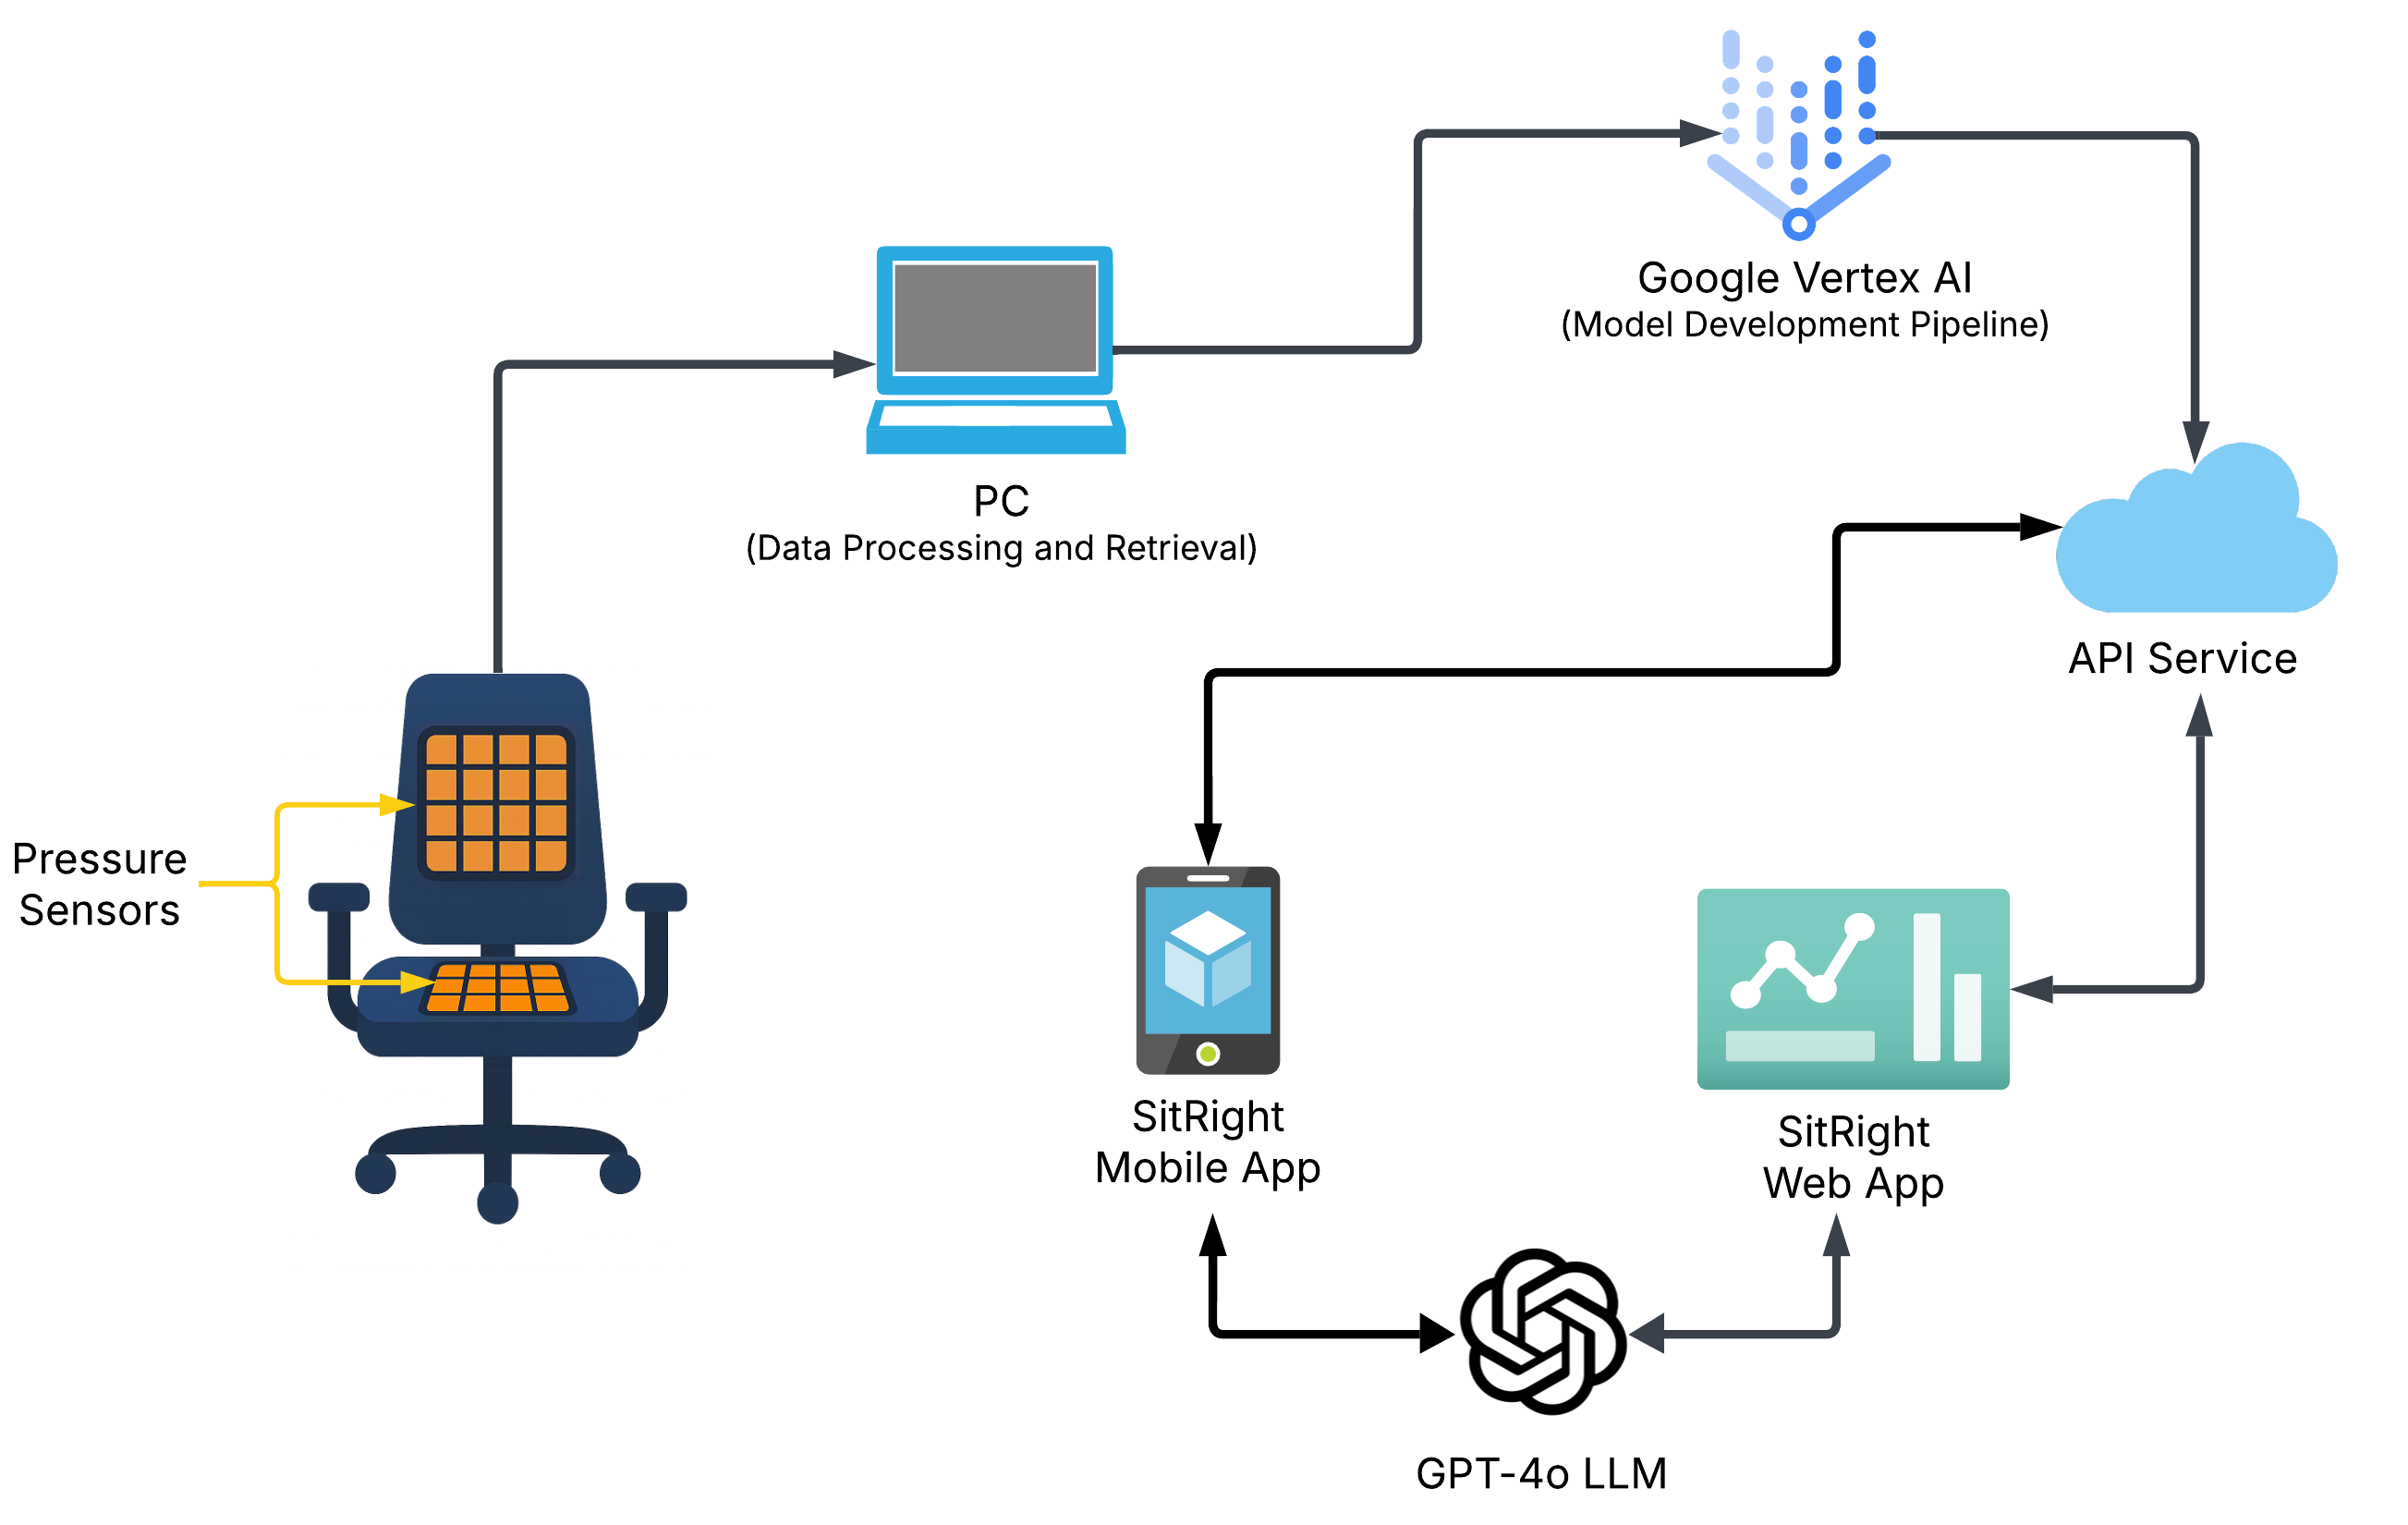 Google Vertex AI
(Model Development Pipeline)
PC
(Data Processing and Retrieval)
API Service
Pressure
Sensors
SitRight
Mobile App
SitRight
Web App
GPT-4o LLM